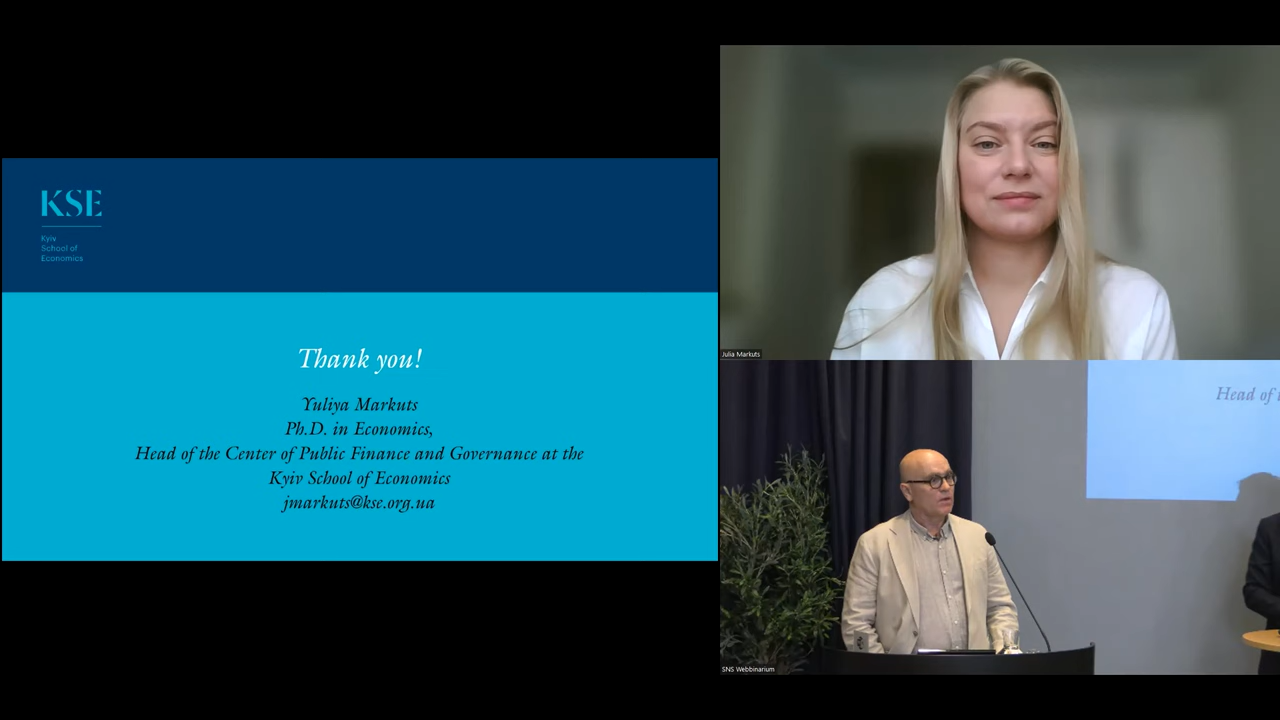 KSE
Kyiv
School of
Economics
Thank you!
Yuliya Markuts
Ph.D. in Economics,
Head of the Center of Public Finance and Governance at the
Kyiv School of Economics
jmarkuts@kse.org.ua
Julia Markuts
Head of
SNS Webbinarium